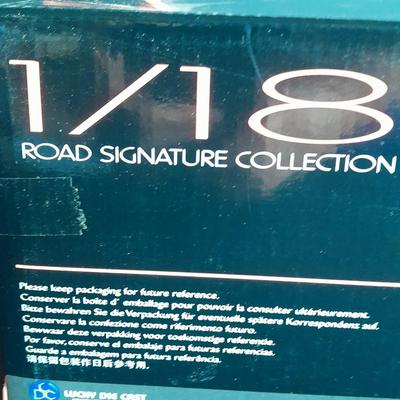 1/18
ROAD SIGNATURE COLLECTION
Please keep packaging for future reference.
Conserver la boîte d' emballage pour pouvoir la consulter ultérieurement.
Bitte bewahren Sie die Verpackung für eventuelle spätere Korrespondenz auf.
Conservare la confezione come riferimento futuro.
Bewwaar deze verpakking voor toekomstige referentie.
Por favor, conserve el embalaje para futuras referencias.
Guarde a embalagem para futura referência.
请保留包装作日后参考用.
DC
LUCKY DIE CAST